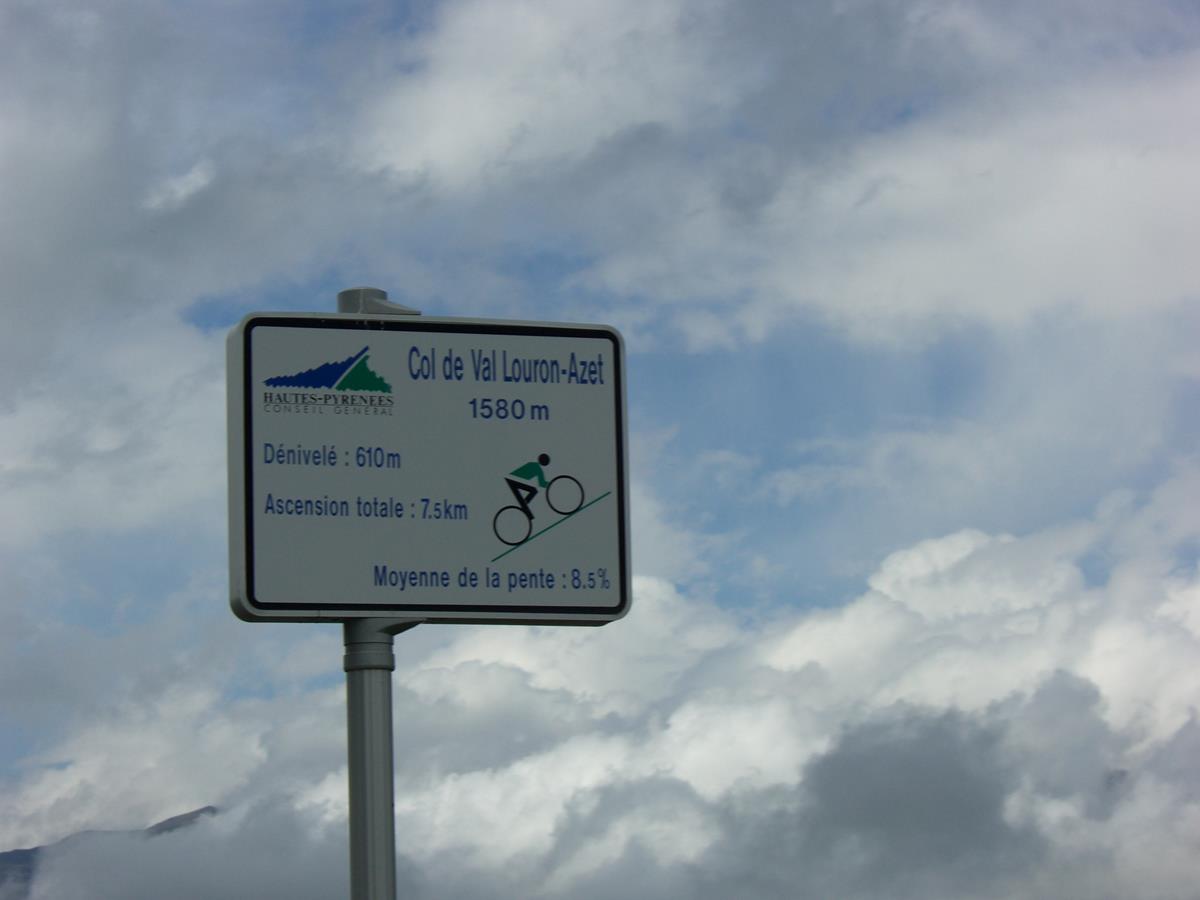 Col de Val Louron-Azet
1580 m
HAUTES-PYRENEES
CONSEIL GÉNÉRAL
Dénivelé : 610m
Ascension totale : 7.5km
Moyenne de la pente : 8.5%